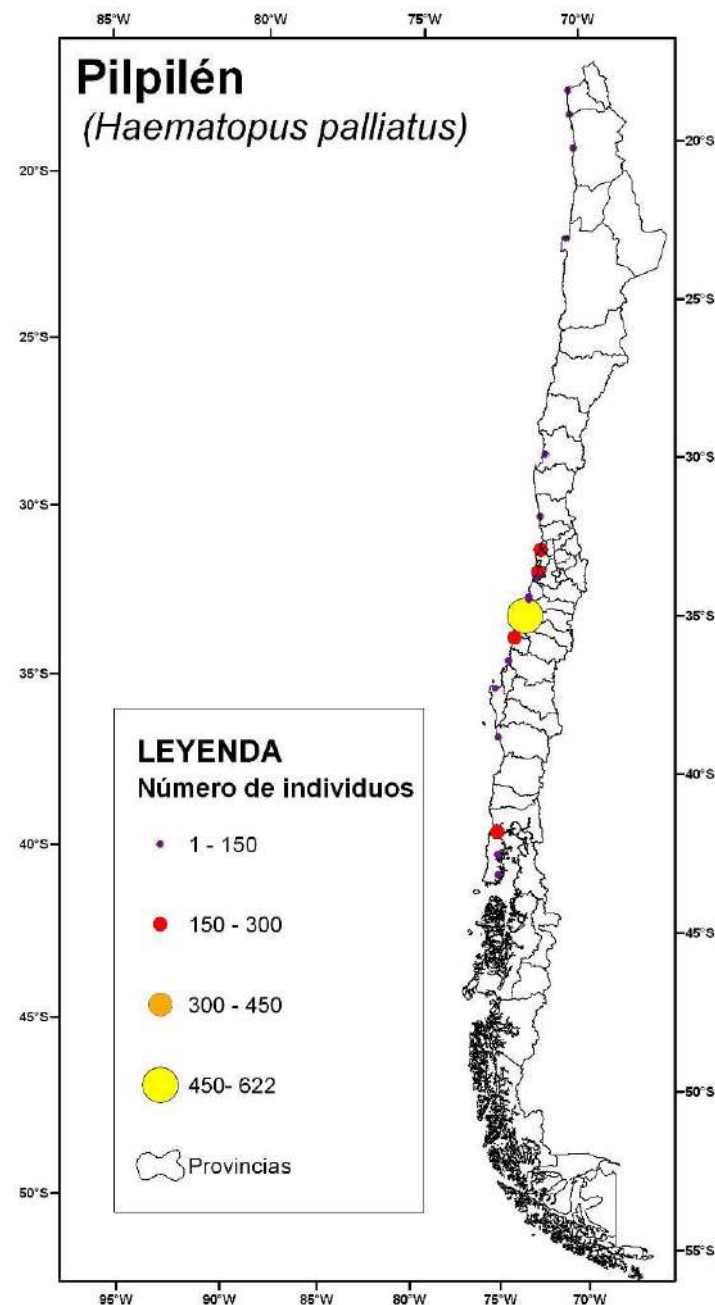 85°W 80°W 75°W 70°W
Pilpilén
(Haematopus palliatus)
20°S
20°S
25°S
25°S
30°S
30°S
35°S
35°S
LEYENDA
Número de individuos
40°S
1 - 150
40°S
150 - 300
45°S
300 - 450
45°S
450- 622
50°S
Provincias
50°S
55°S
95°W 90°W 85°W 80°W 75°W 70°W